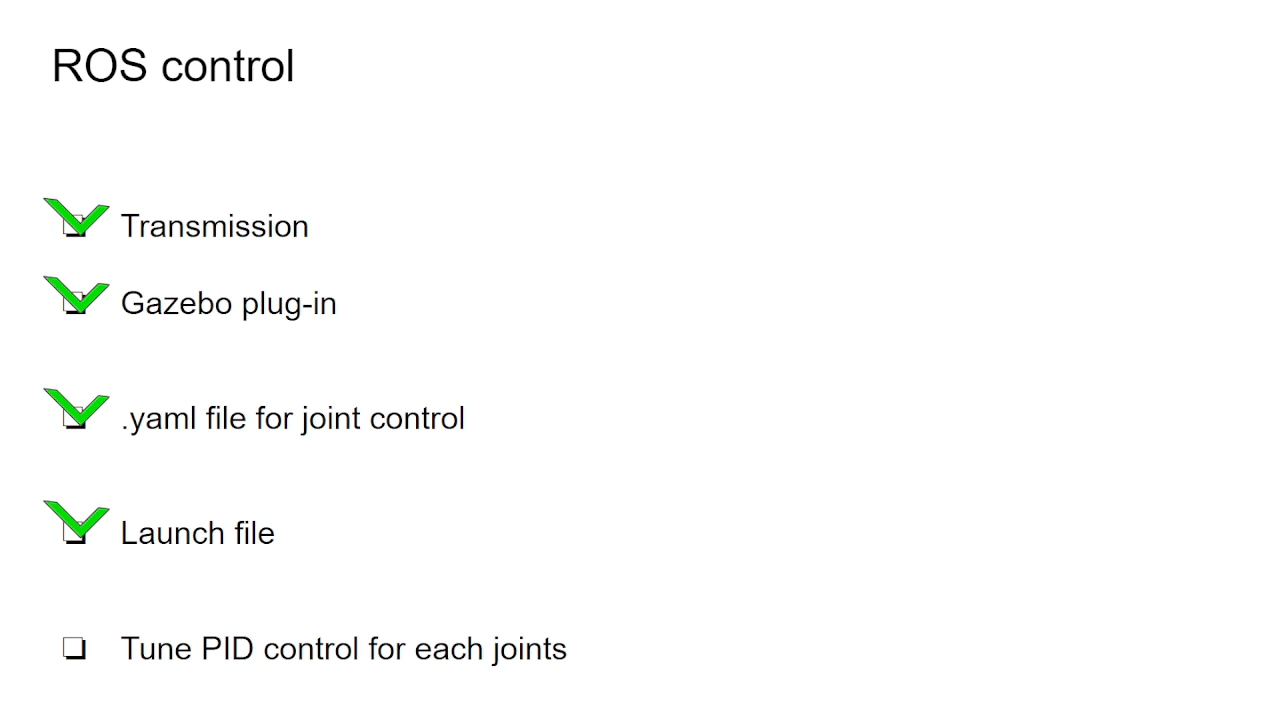 ROS control
Transmission
Gazebo plug-in
.yaml file for joint control
Launch file
Tune PID control for each joints